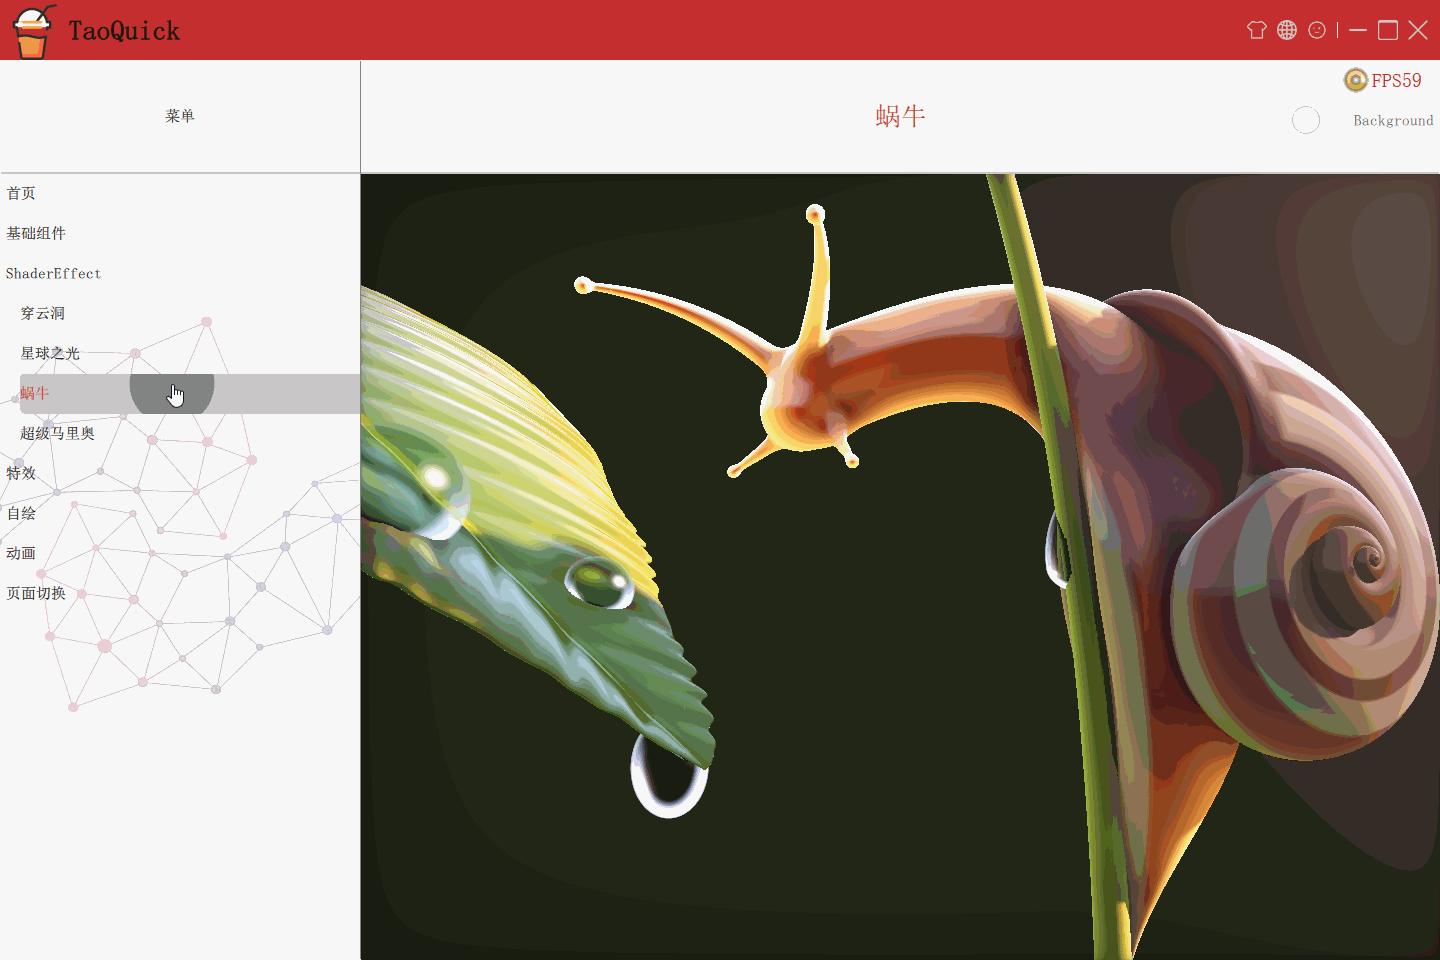 TaoQuick
FPS59
菜单
蜗牛
Background
首页
基础组件
ShaderEffect
穿云洞
星球之光
蜗牛
超级马里奥
特效
自绘
动画
页面切换